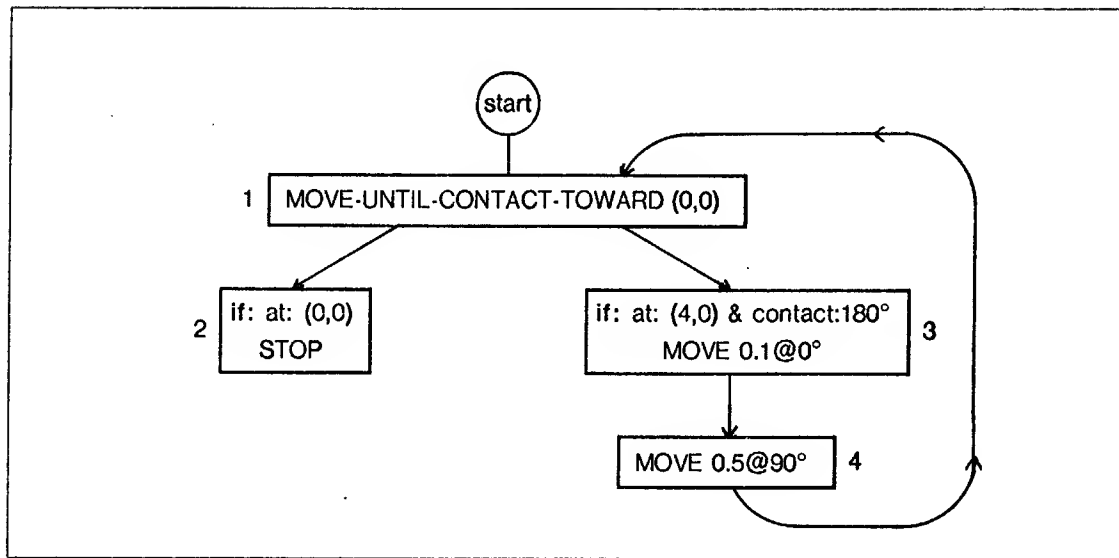 start
1 MOVE-UNTIL-CONTACT-TOWARD (0,0)
2 if: at: (0,0)
STOP
if: at: (4,0) & contact:180° 3
MOVE 0.1@0°
MOVE 0.5@90° 4